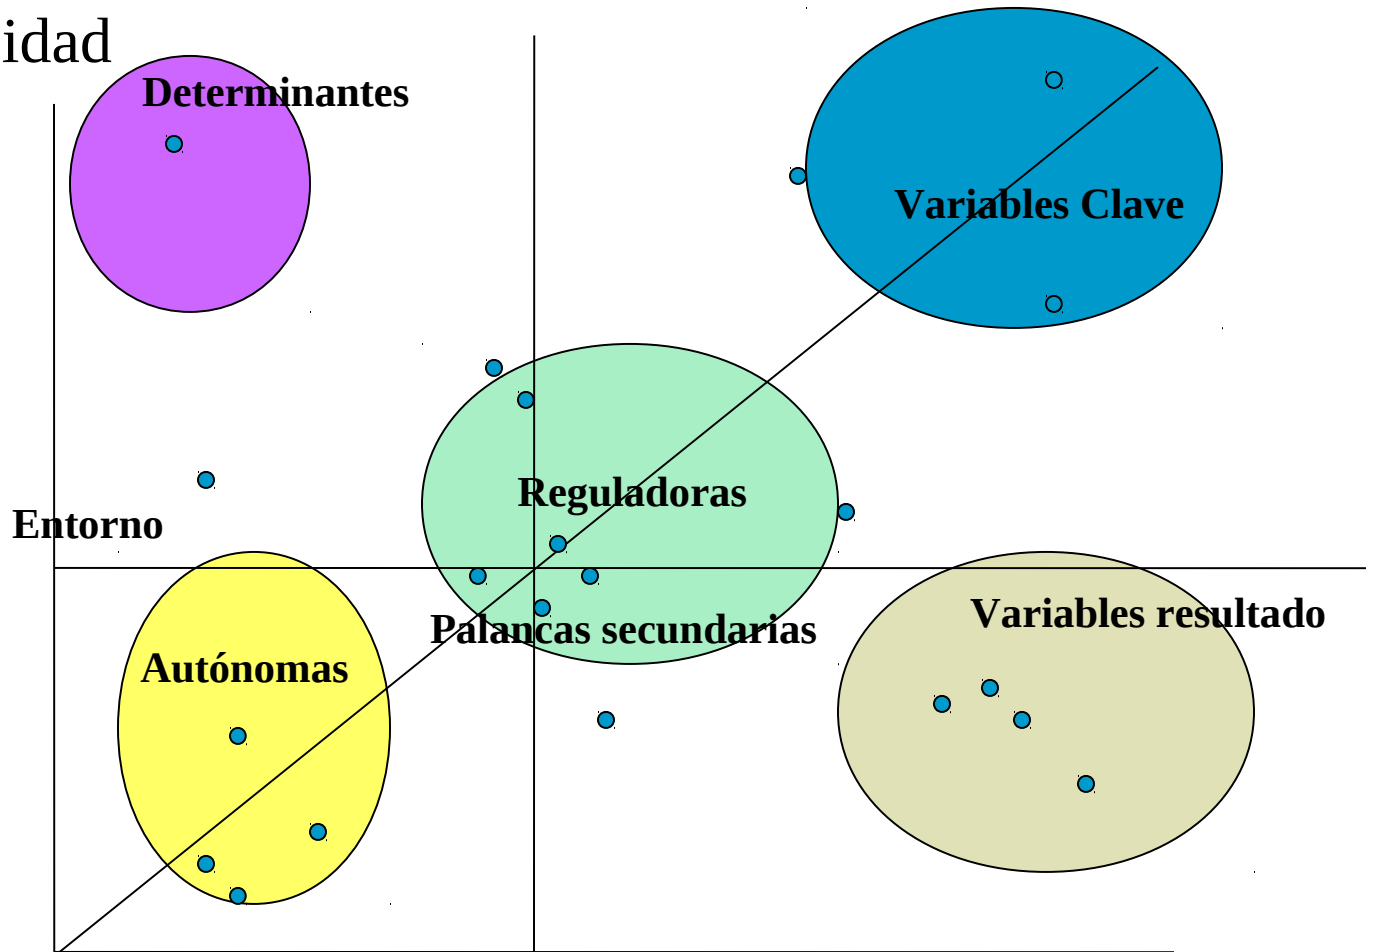 idad
Determinantes
Variables Clave
Reguladoras
Entorno
Variables resultado
Palancas secundarias
Autónomas